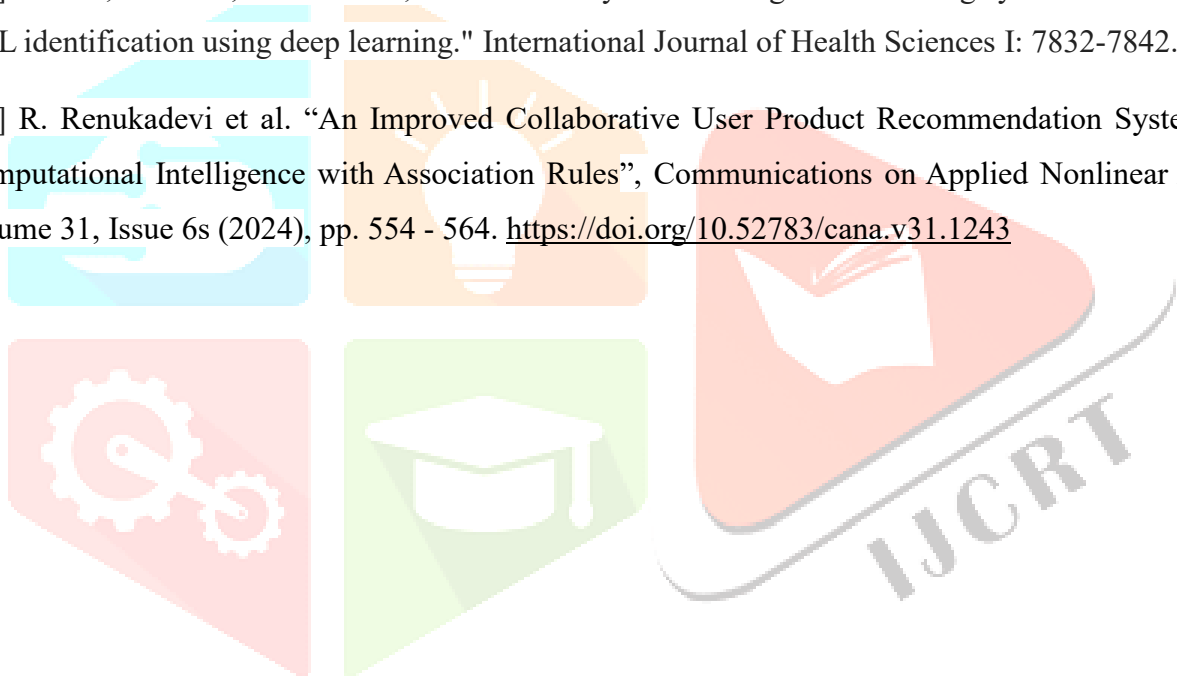 L identification using deep learning." International Journal of Health Sciences I: 7832-7842.
] R. Renukadevi et al. “An Improved Collaborative User Product Recommendation Syste
mputational Intelligence with Association Rules”, Communications on Applied Nonlinear
ume 31, Issue 6s (2024), pp. 554 - 564. https://doi.org/10.52783/cana.v31.1243
IJCRT